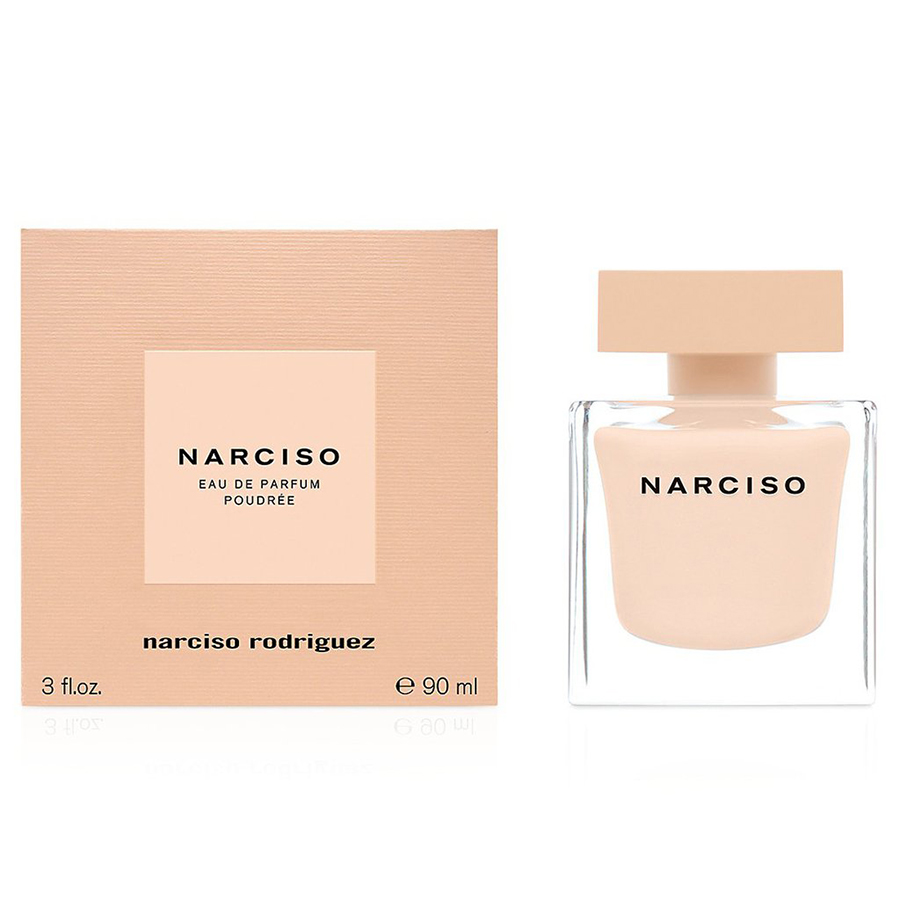 NARCISO
EAU DE PARFUM
POUDRÉE
narciso rodriguez
3 fl.oz.
℮ 90 ml
NARCISO